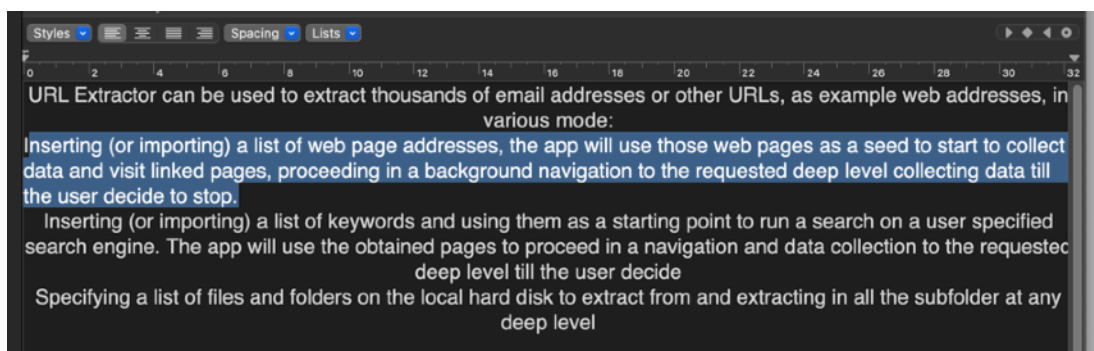 Styles Spacing Lists
0 2 4 6 8 10 12 14 16 18 20 22 24 26 28 30 32
URL Extractor can be used to extract thousands of email addresses or other URLs, as example web addresses, in
various mode:
Inserting (or importing) a list of web page addresses, the app will use those web pages as a seed to start to collect
data and visit linked pages, proceeding in a background navigation to the requested deep level collecting data till
the user decide to stop.
Inserting (or importing) a list of keywords and using them as a starting point to run a search on a user specified
search engine. The app will use the obtained pages to proceed in a navigation and data collection to the requested
deep level till the user decide
Specifying a list of files and folders on the local hard disk to extract from and extracting in all the subfolder at any
deep level